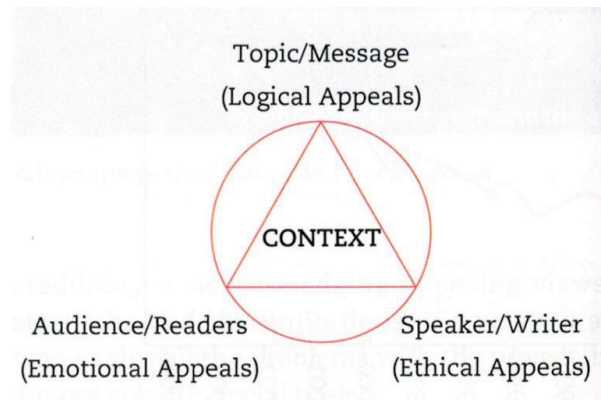 Topic/Message
(Logical Appeals)
CONTEXT
Audience/Readers
(Emotional Appeals)
Speaker/Writer
(Ethical Appeals)